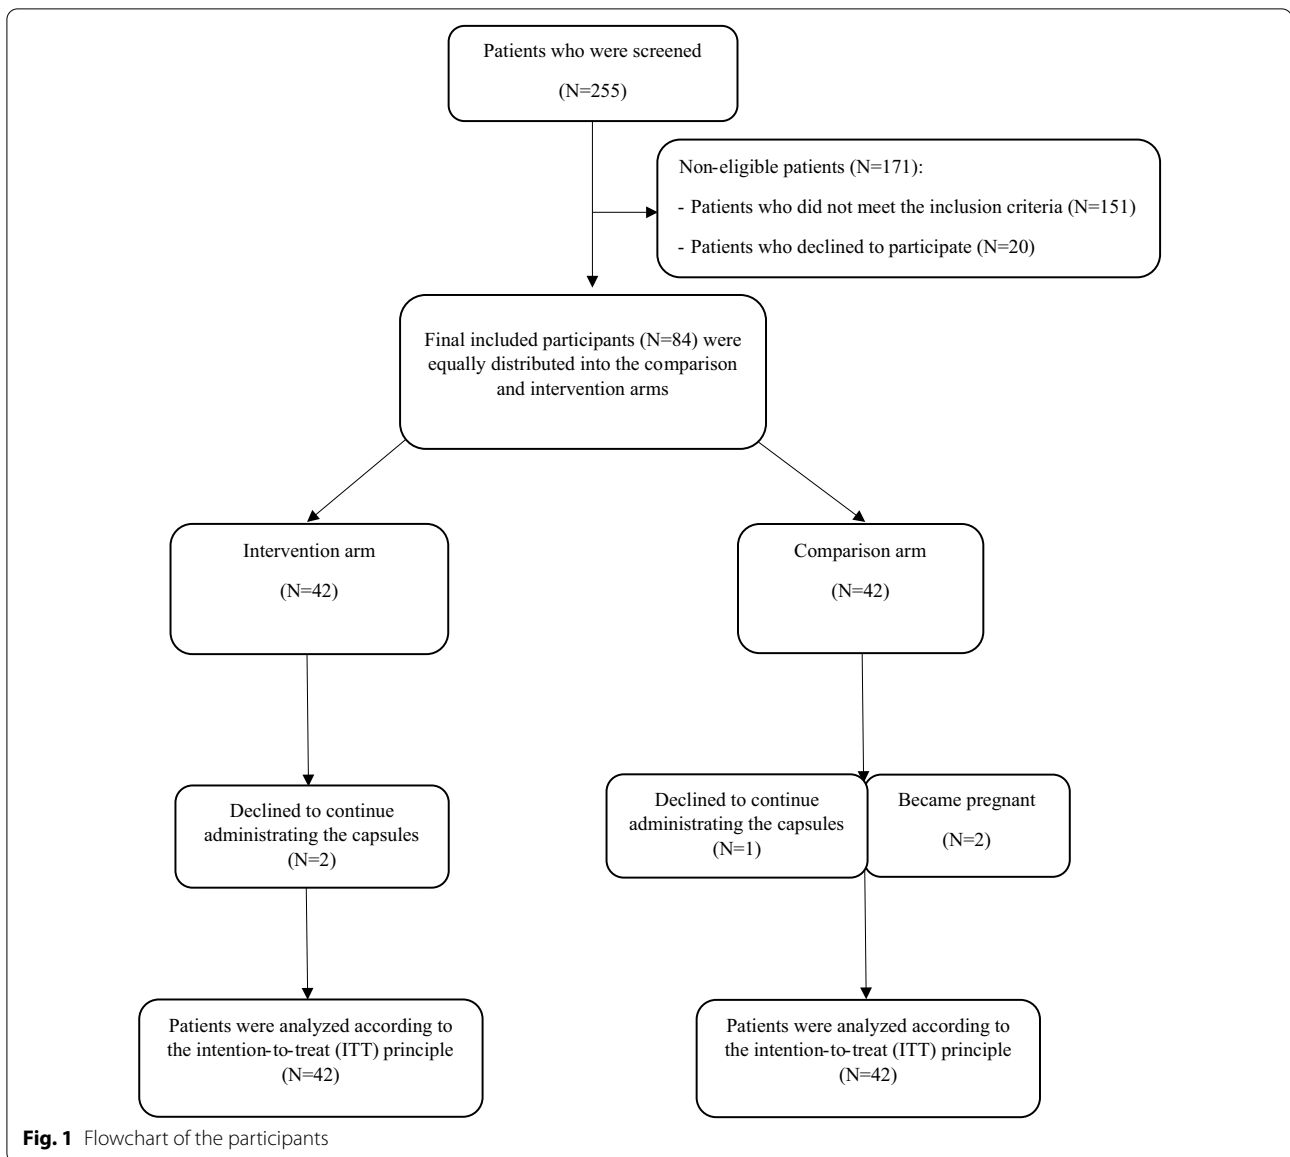 Patients who were screened
(N=255)
Non-eligible patients (N=171):
- Patients who did not meet the inclusion criteria (N=151)
- Patients who declined to participate (N=20)
Final included participants (N=84) were
equally distributed into the comparison
and intervention arms
Intervention arm
(N=42)
Comparison arm
(N=42)
Declined to continue
administrating the capsules
(N=2)
Declined to continue
administrating the capsules
(N=1)
Became pregnant
(N=2)
Patients were analyzed according to
the intention-to-treat (ITT) principle
(N=42)
Patients were analyzed according to
the intention-to-treat (ITT) principle
(N=42)
Fig. 1 Flowchart of the participants